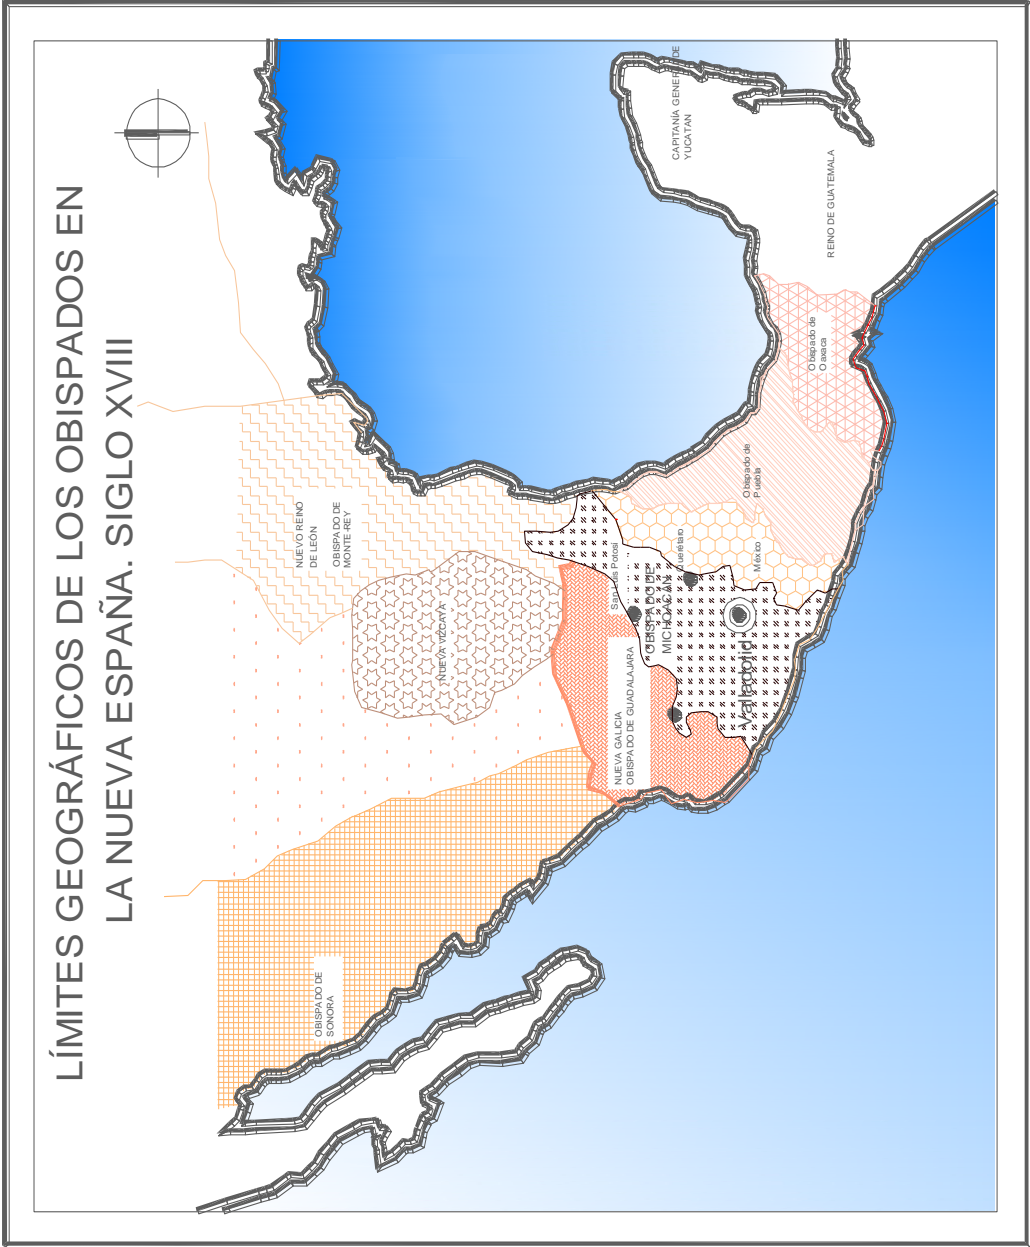 LÍMITES GEOGRÁFICOS DE LOS OBISPADOS EN
LA NUEVA ESPAÑA. SIGLO XVIII
OBISPADO DE
SONORA
NUEVO REINO
DE LEÓN
OBISPADO DE
MONTE-REY
NUEVA VIZCAYA
NUEVA GALICIA
OBISPADO DE GUADALAJARA
San Luis Potosí
OBISPADO DE
MICHOACÁN
Querétaro
Valladolid
México
Obispado de
Puebla
Obispado de
Oaxaca
CAPITANÍA GENERAL DE
YUCATAN
REINO DE GUATEMALA